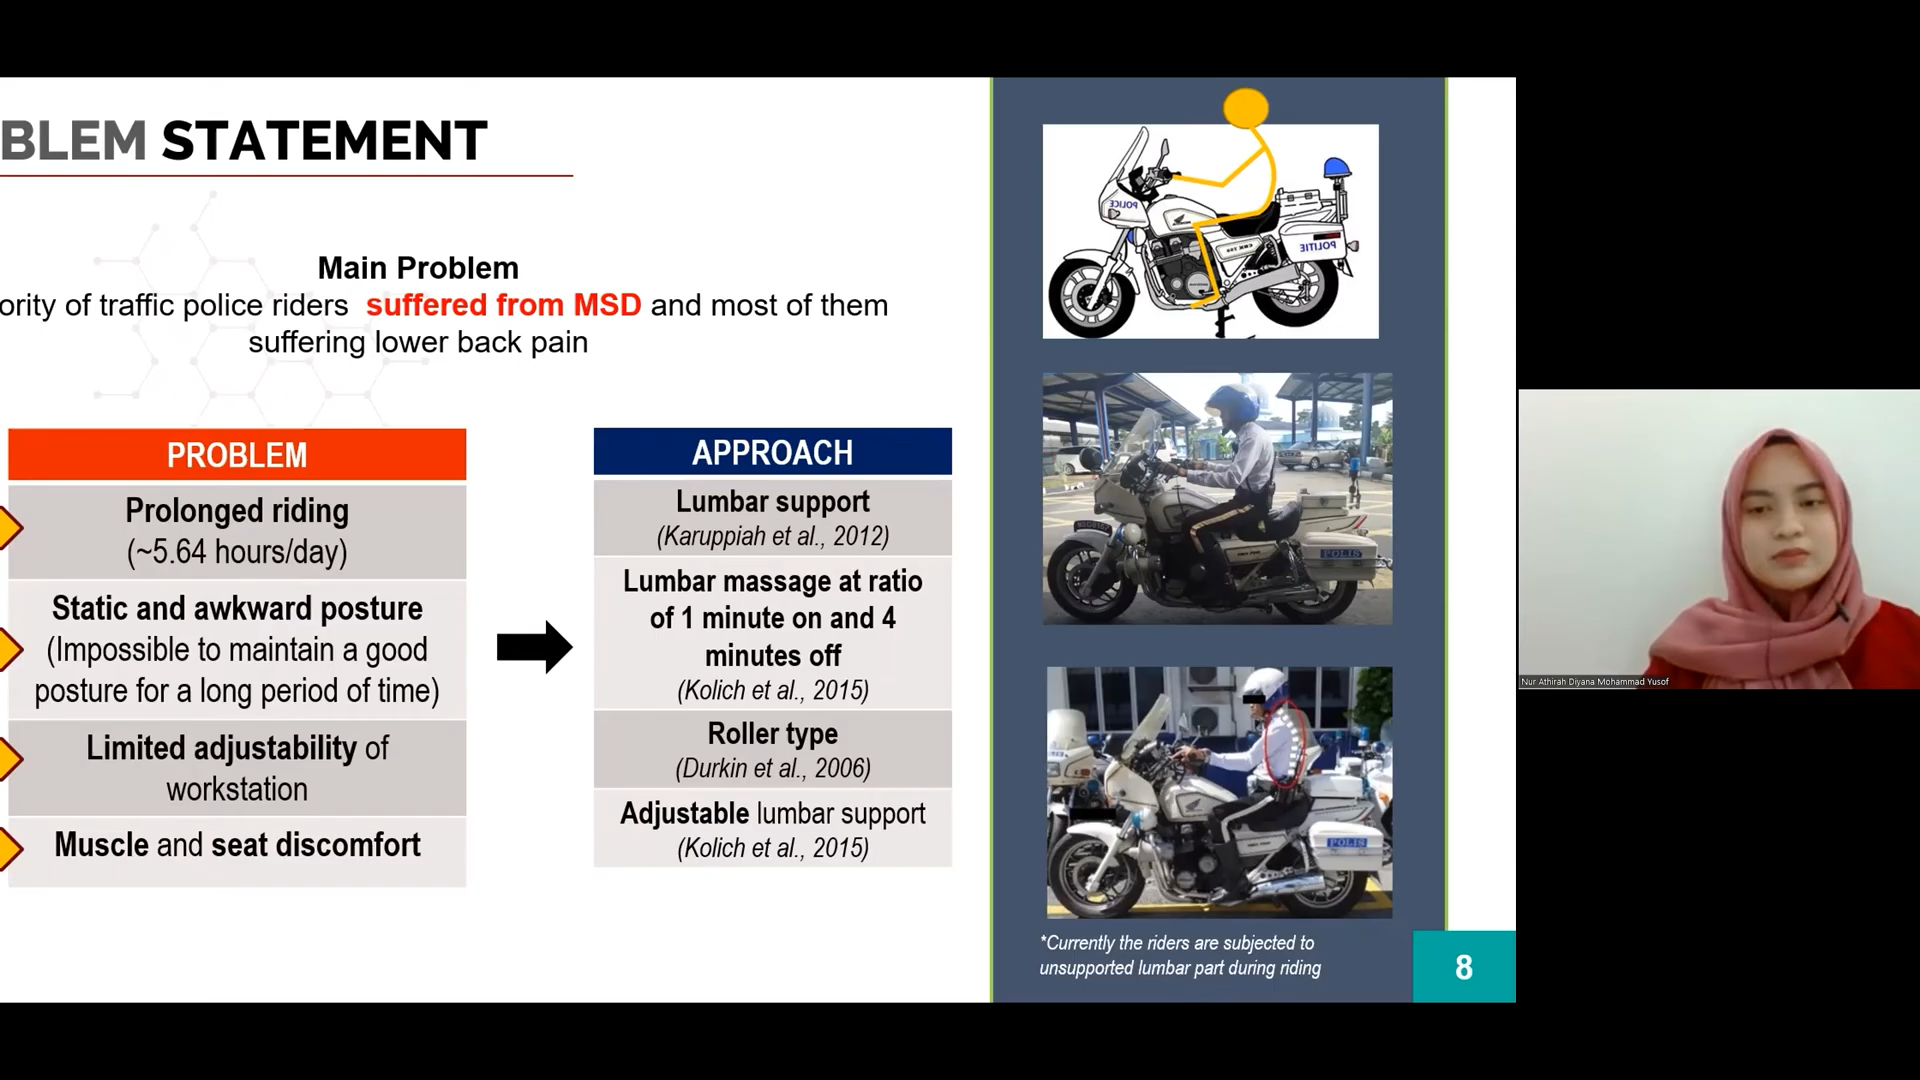 BLEM STATEMENT
Main Problem
ority of traffic police riders suffered from MSD and most of them
suffering lower back pain
PROBLEM
Prolonged riding
(~5.64 hours/day)
Static and awkward posture
(Impossible to maintain a good
posture for a long period of time)
Limited adjustability of
workstation
Muscle and seat discomfort
APPROACH
Lumbar support
(Karuppiah et al., 2012)
Lumbar massage at ratio
of 1 minute on and 4
minutes off
(Kolich et al., 2015)
Roller type
(Durkin et al., 2006)
Adjustable lumbar support
(Kolich et al., 2015)
POLICE
POLITIE
POLIS
POLIS
*Currently the riders are subjected to
unsupported lumbar part during riding
8
Nur Athirah Diyana Mohammad Yusof